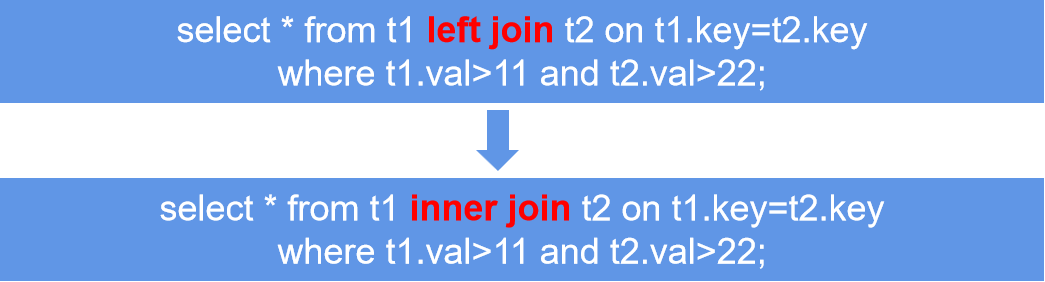 select * from t1 left join t2 on t1.key=t2.key
where t1.val>11 and t2.val>22;
select * from t1 inner join t2 on t1.key=t2.key
where t1.val>11 and t2.val>22;